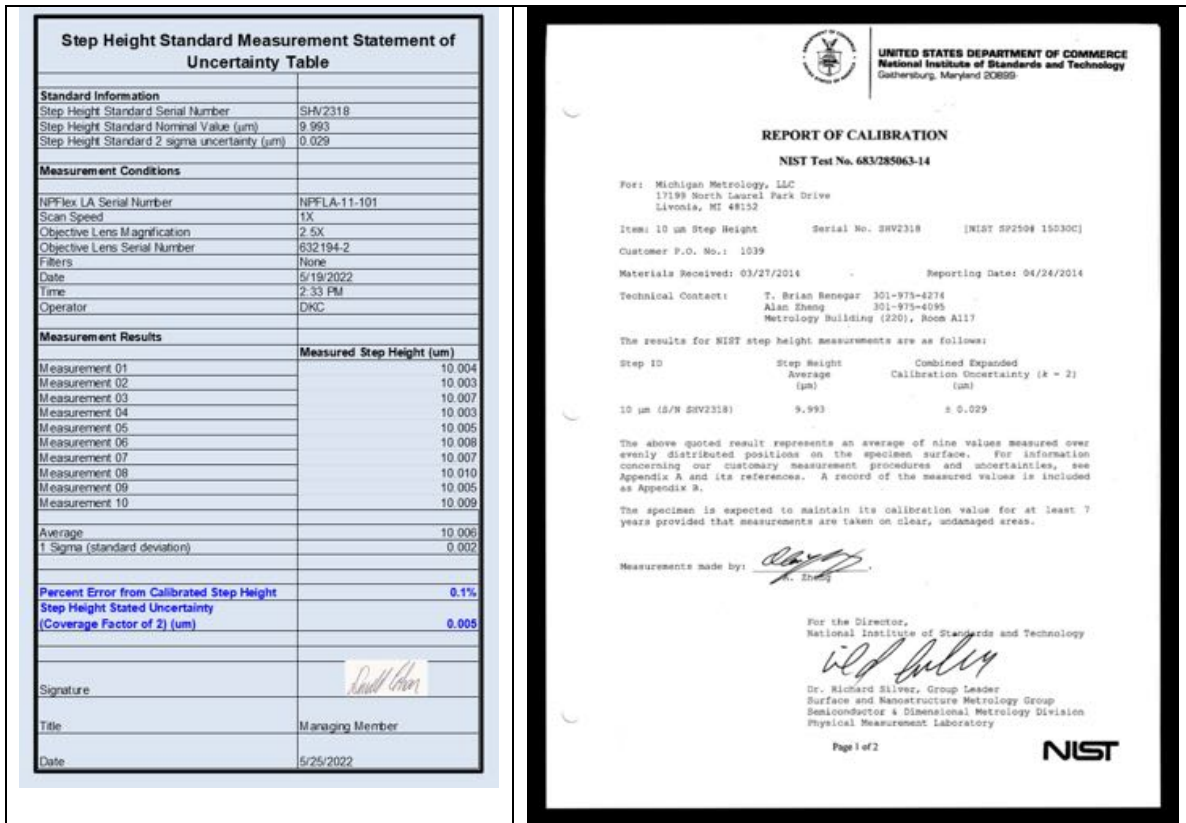 Step Height Standard Measurement Statement of
Uncertainty Table
Standard Information
Step Height Standard Serial Number SHV2318
Step Height Standard Nominal Value (µm) 9.993
Step Height Standard 2 sigma uncertainty (µm) 0.029
Measurement Conditions
NPFlex LA Serial Number NPFLA-11-101
Scan Speed 1X
Objective Lens Magnification 2.5X
Objective Lens Serial Number 632194-2
Filters None
Date 5/19/2022
Time 2:33 PM
Operator DKC
Measurement Results
Measured Step Height (um)
Measurement 01 10.004
Measurement 02 10.003
Measurement 03 10.007
Measurement 04 10.003
Measurement 05 10.005
Measurement 06 10.008
Measurement 07 10.007
Measurement 08 10.010
Measurement 09 10.005
Measurement 10 10.009
Average 10.006
1 Sigma (standard deviation) 0.002
Percent Error from Calibrated Step Height 0.1%
Step Height Stated Uncertainty
(Coverage Factor of 2) (um) 0.005
Signature
Title Managing Member
Date 5/25/2022
UNITED STATES DEPARTMENT OF COMMERCE
National Institute of Standards and Technology
Gaithersburg, Maryland 20899-
REPORT OF CALIBRATION
NIST Test No. 683/285063-14
For: Michigan Metrology, LLC
17199 North Laurel Park Drive
Livonia, MI 48152
Item: 10 µm Step Height Serial No. SHV2318 [NIST SP250# 15030C]
Customer P.O. No.: 1039
Materials Received: 03/27/2014 Reporting Date: 04/24/2014
Technical Contact: T. Brian Renegar 301-975-4274
Alan Zheng 301-975-4095
Metrology Building (220), Room A117
The results for NIST step height measurements are as follows:
Step ID Step Height Combined Expanded
Average Calibration Uncertainty (k = 2)
(µm) (µm)
10 µm (S/N SHV2318) 9.993 ± 0.029
The above quoted result represents an average of nine values measured over
evenly distributed positions on the specimen surface. For information
concerning our customary measurement procedures and uncertainties, see
Appendix A and its references. A record of the measured values is included
as Appendix B.
The specimen is expected to maintain its calibration value for at least 7
years provided that measurements are taken on clear, undamaged areas.
Measurements made by:
A. Zheng
For the Director,
National Institute of Standards and Technology
Dr. Richard Silver, Group Leader
Surface and Nanostructure Metrology Group
Semiconductor & Dimensional Metrology Division
Physical Measurement Laboratory
Page 1 of 2
NIST